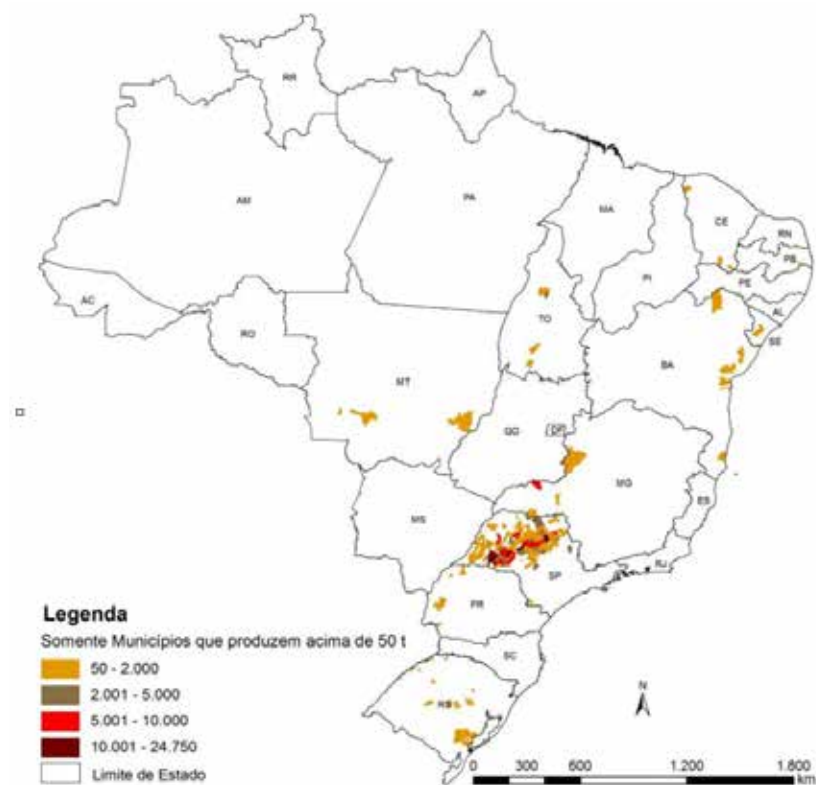 RR
AP
AM
PA
MA
CE
RN
PB
PI
PE
AL
SE
AC
TO
RO
BA
MT
GO
DF
MG
ES
MS
SP
RJ
PR
SC
RS
Legenda
Somente Municípios que produzem acima de 50 t
50 - 2.000
2.001 - 5.000
5.001 - 10.000
10.001 - 24.750
Limite de Estado
N
0 300 600 1.200 1.800
km